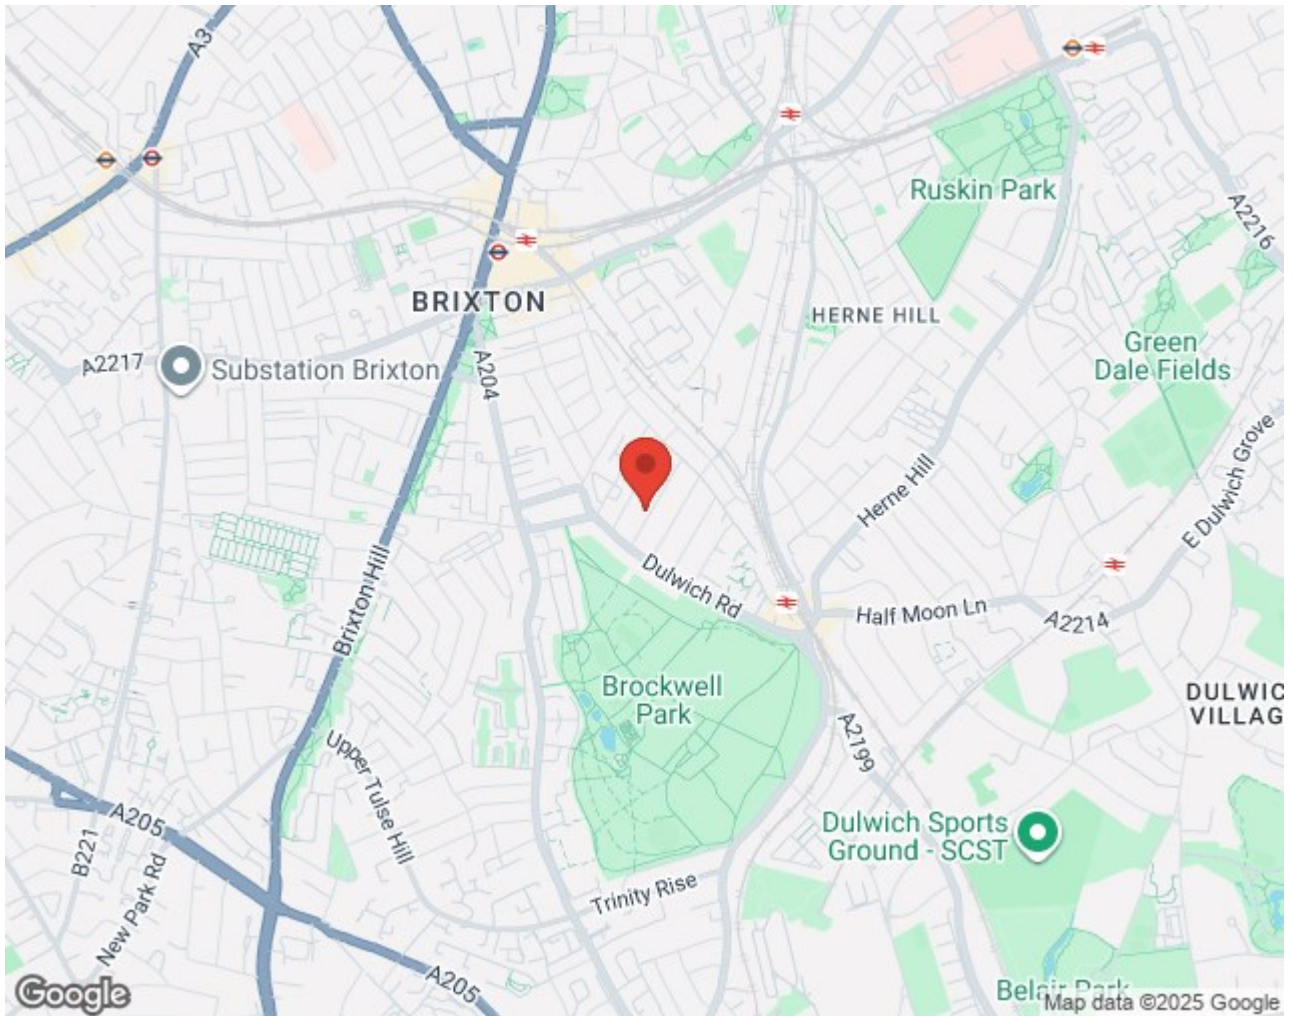 A3
Ruskin Park
A2216
BRIXTON
HERNE HILL
Green
Dale Fields
A2217
Substation Brixton
A204
Herne Hill
E Dulwich Grove
Brixton Hill
Dulwich Rd
Half Moon Ln
A2214
Brockwell
Park
DULWIC
VILLAG
A2199
Upper Tulse Hill
A205
Dulwich Sports
Ground - SCST
B221
New Park Rd
Trinity Rise
A205
Belair Park
Google
Map data ©2025 Google